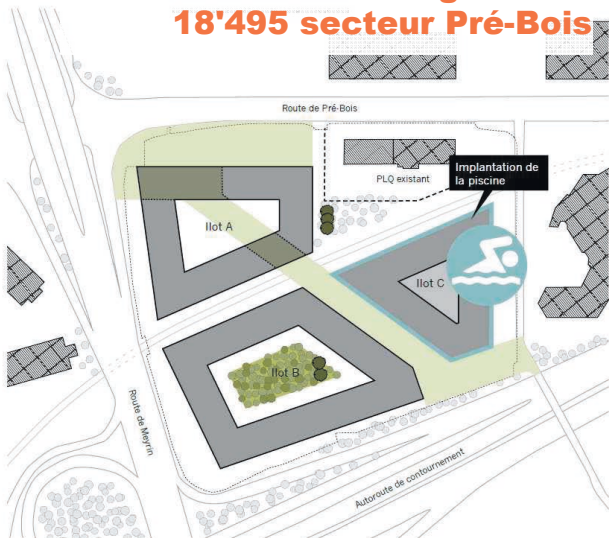 18'495 secteur Pré-Bois
Route de Pré-Bois
Implantation de
la piscine
PLQ existant
Ilot A
Ilot C
Ilot B
Route de Meyrin
Autoroute de contournement